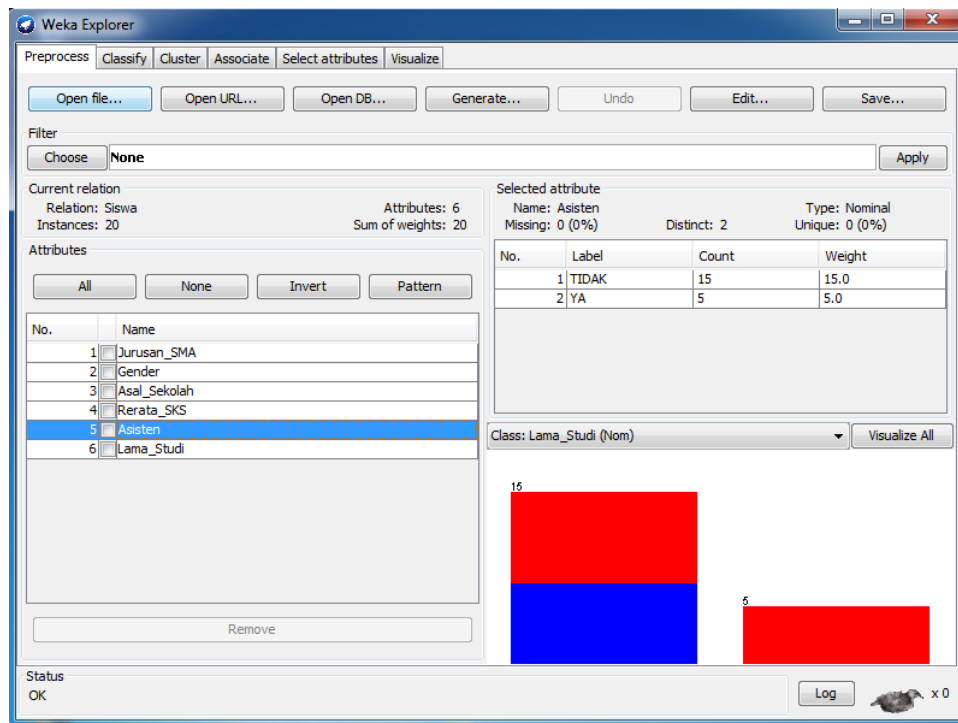 Weka Explorer
Preprocess Classify Cluster Associate Select attributes Visualize
Open file... Open URL... Open DB... Generate... Undo Edit... Save...
Filter
Choose None Apply
Current relation
Relation: Siswa Attributes: 6
Instances: 20 Sum of weights: 20
Attributes
All None Invert Pattern
No. Name
1 Jurusan_SMA
2 Gender
3 Asal_Sekolah
4 Rerata_SKS
5 Asisten
6 Lama_Studi
Remove
Selected attribute
Name: Asisten Type: Nominal
Missing: 0 (0%) Distinct: 2 Unique: 0 (0%)
No. Label Count Weight
1 TIDAK 15 15.0
2 YA 5 5.0
Class: Lama_Studi (Nom) Visualize All
15
5
Status
OK Log x 0